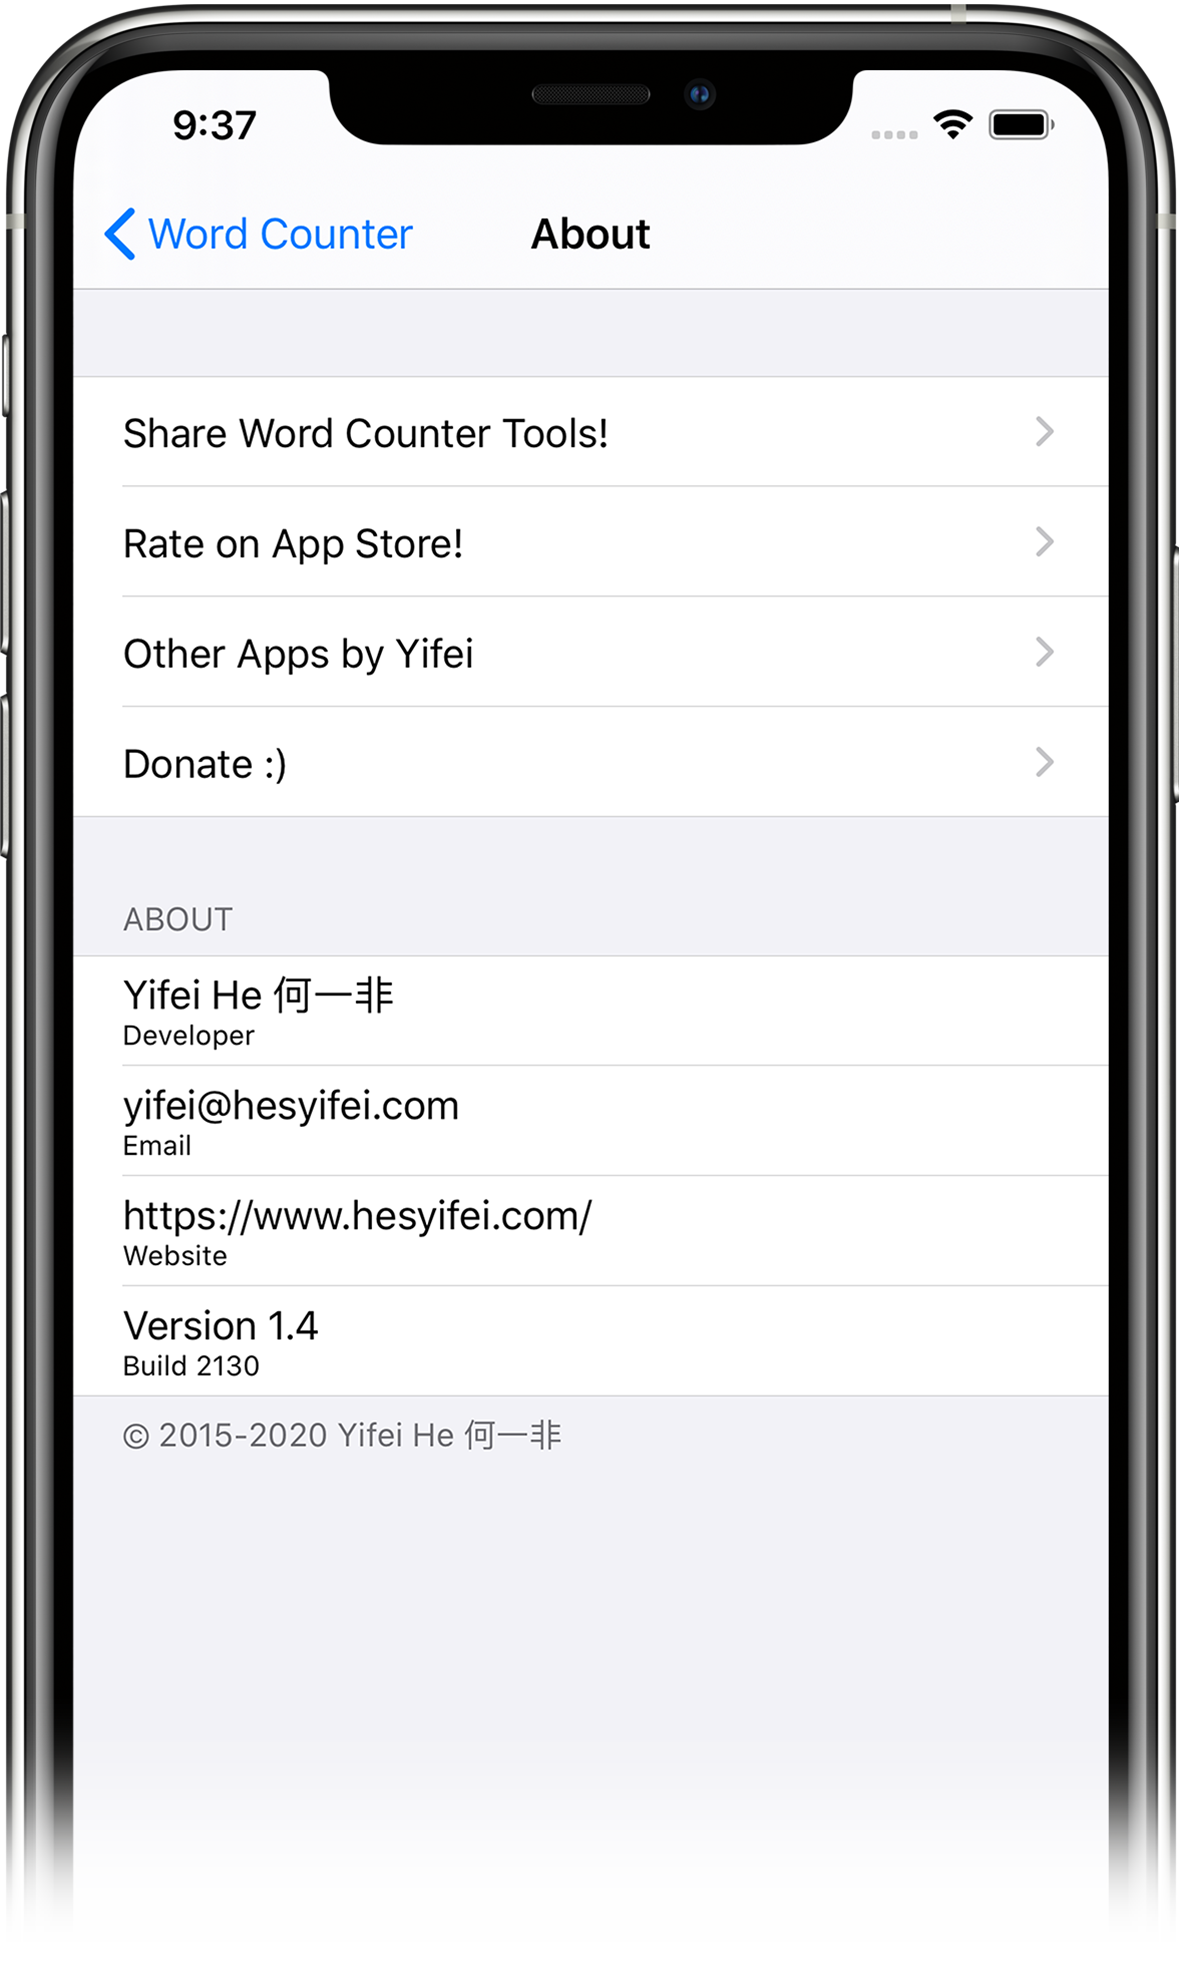 9:37
Word Counter
About
Share Word Counter Tools!
Rate on App Store!
Other Apps by Yifei
Donate :)
ABOUT
Yifei He 何一非
Developer
yifei@hesyifei.com
Email
https://www.hesyifei.com/
Website
Version 1.4
Build 2130
© 2015-2020 Yifei He 何一非